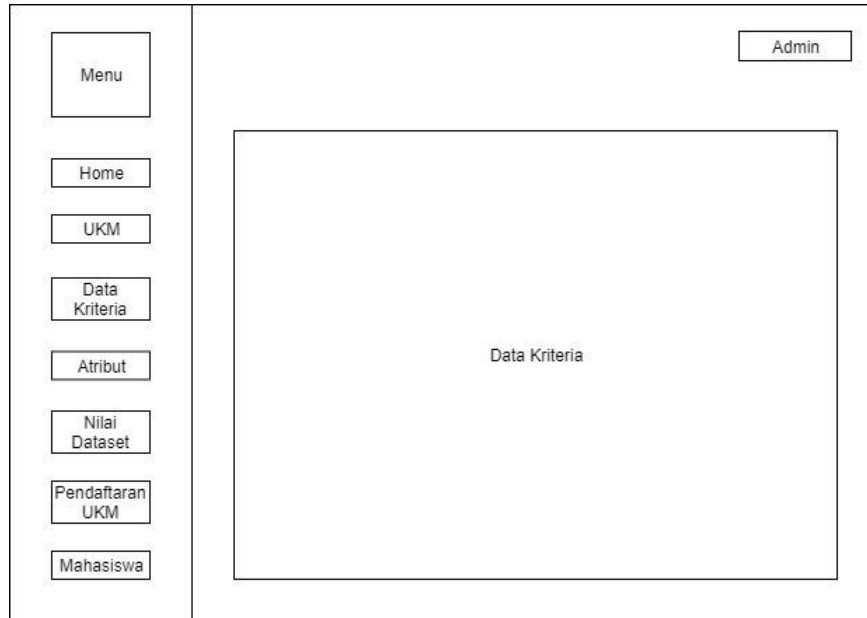 Menu
Admin
Home
UKM
Data
Kriteria
Atribut
Nilai
Dataset
Pendaftaran
UKM
Mahasiswa
Data Kriteria